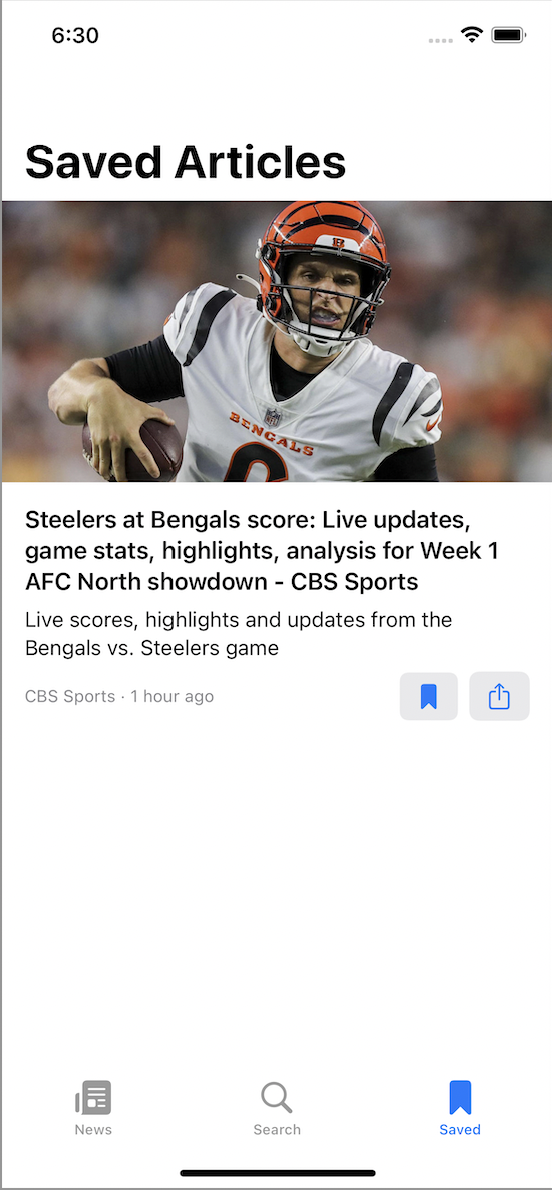 6:30
Saved Articles
B
BENGALS
Steelers at Bengals score: Live updates,
game stats, highlights, analysis for Week 1
AFC North showdown - CBS Sports
Live scores, highlights and updates from the
Bengals vs. Steelers game
CBS Sports · 1 hour ago
News
Search
Saved